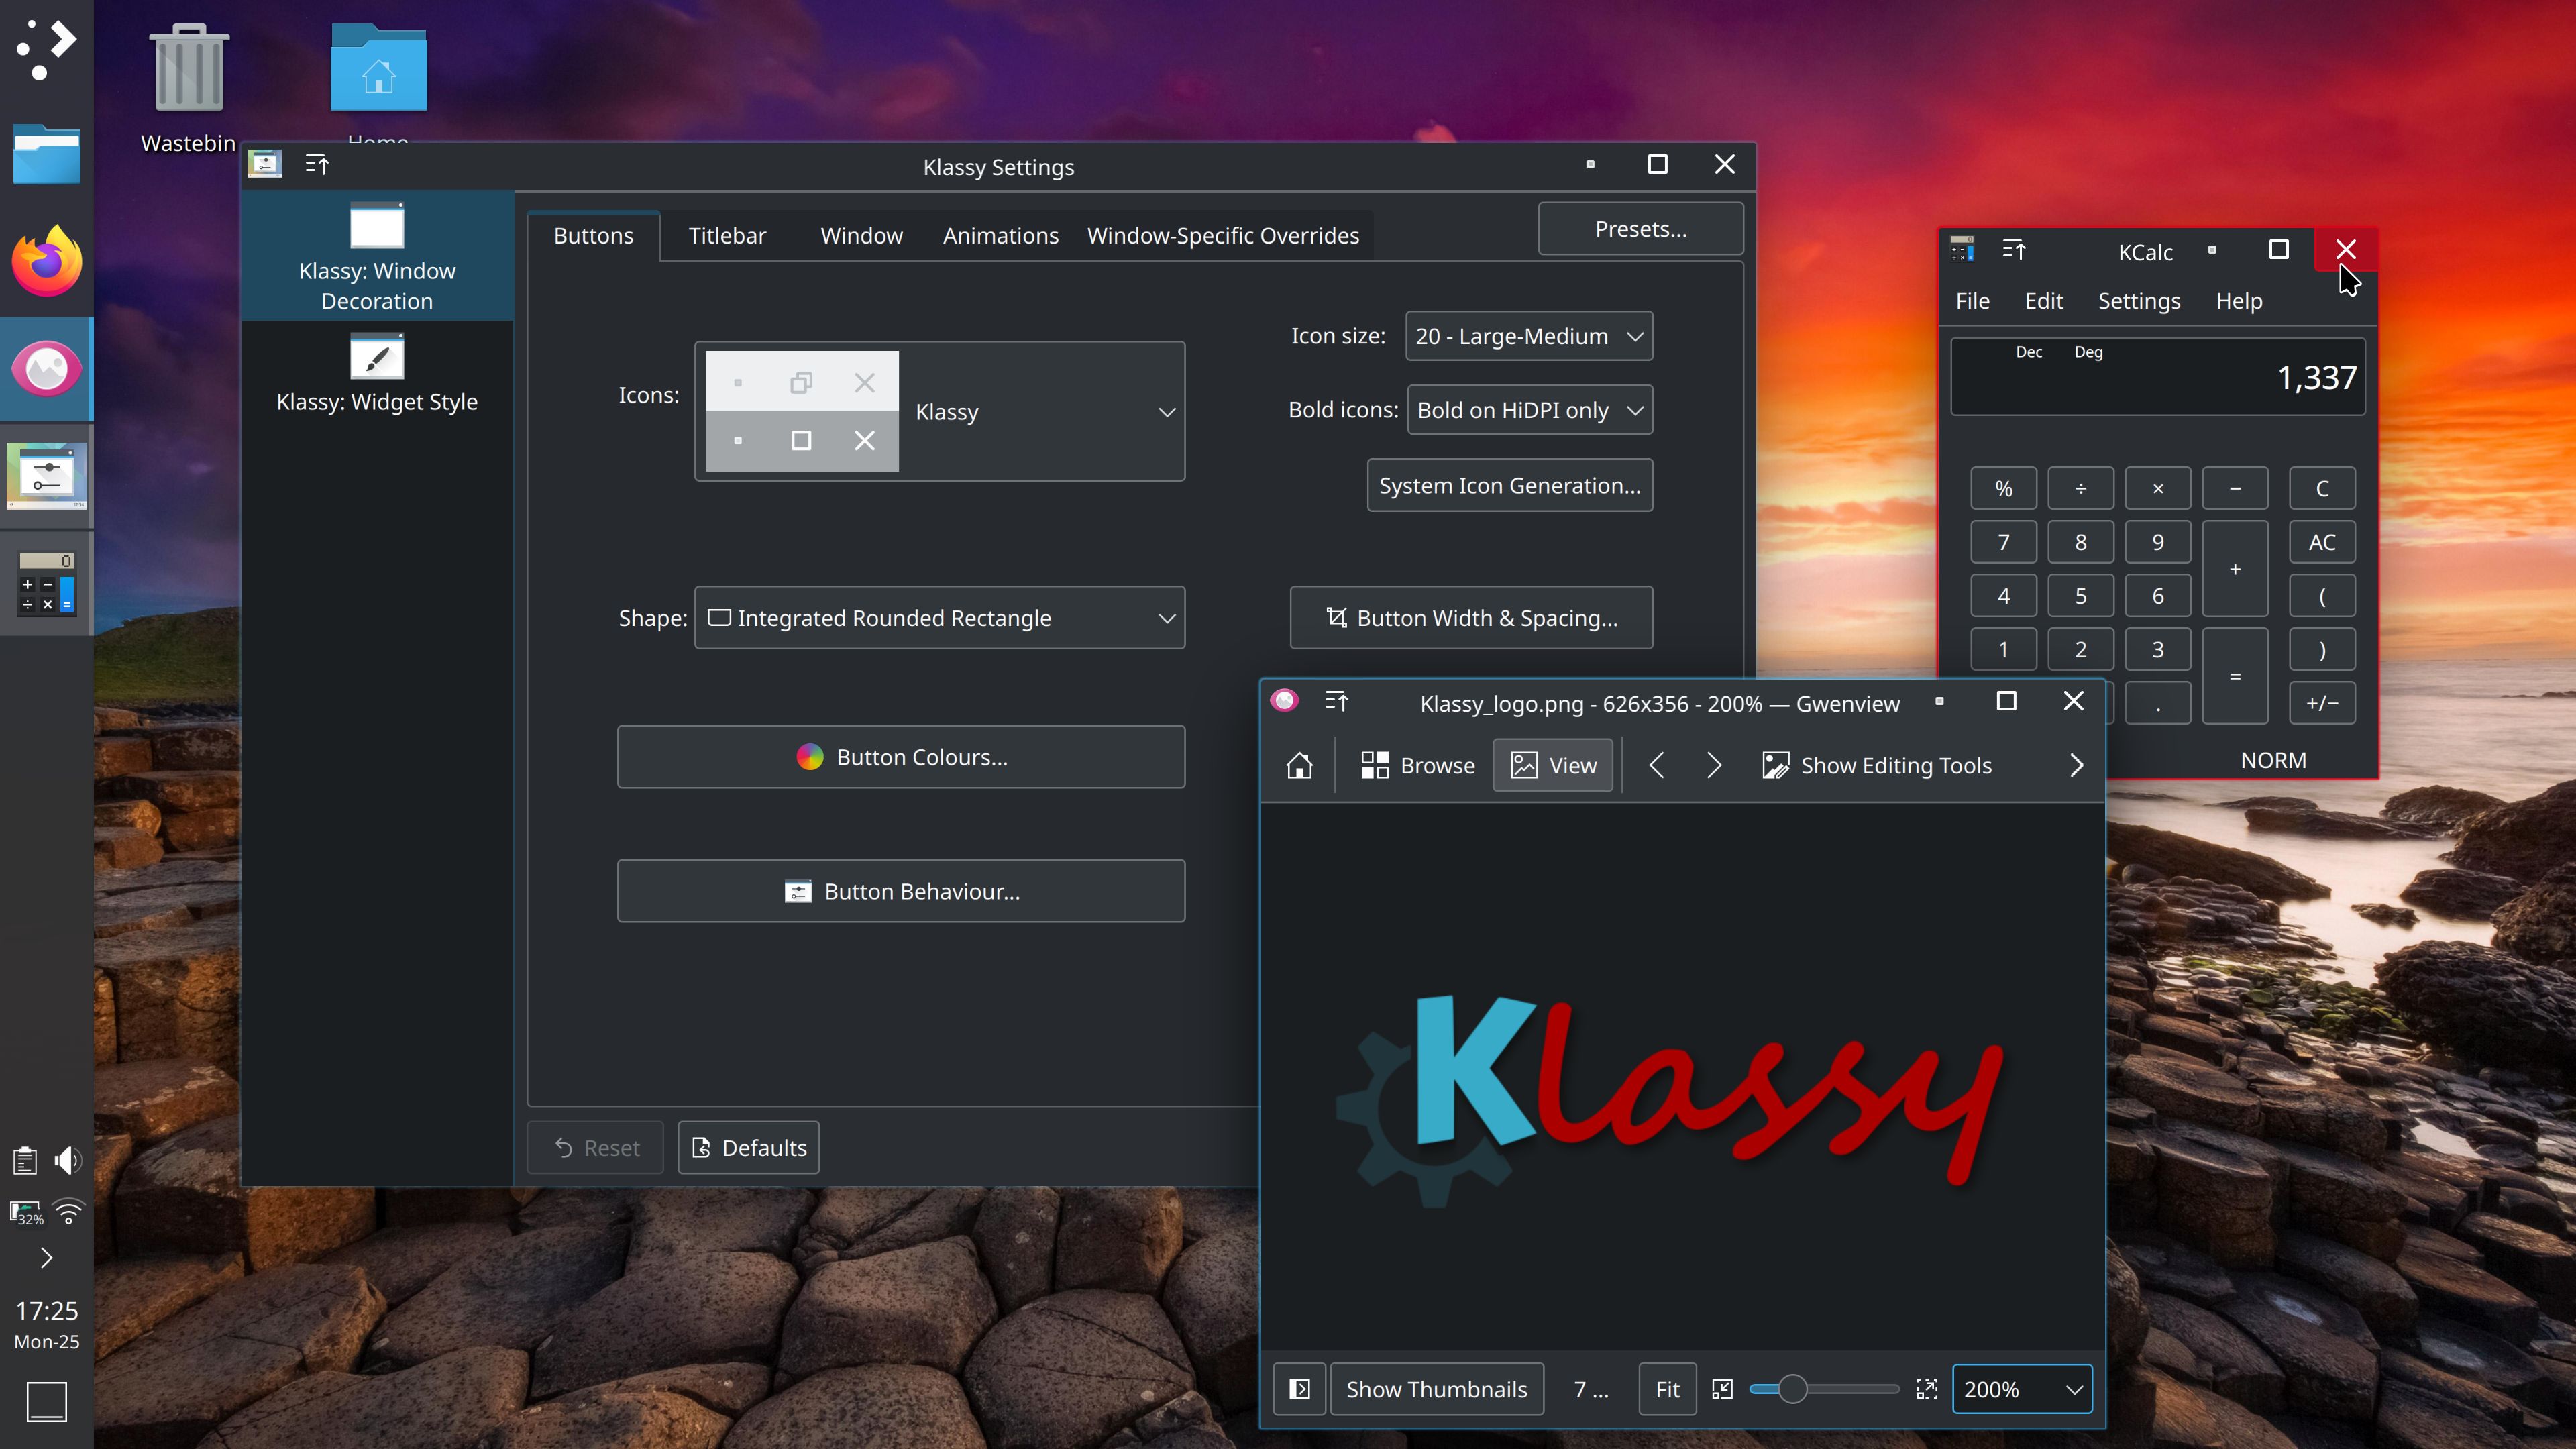 Wastebin
Home
Klassy Settings
Klassy: Window
Decoration
Klassy: Widget Style
Buttons
Titlebar
Window
Animations
Window-Specific Overrides
Presets...
Icons:
Klassy
Icon size:
20 - Large-Medium
Bold icons:
Bold on HiDPI only
System Icon Generation...
Shape:
Integrated Rounded Rectangle
Button Width & Spacing...
Button Colours...
Button Behaviour...
Reset
Defaults
KCalc
File
Edit
Settings
Help
Dec
Deg
1,337
% ÷ × − C
7 8 9 + AC
4 5 6 (
1 2 3 = )
. +/−
NORM
Klassy_logo.png - 626x356 - 200% — Gwenview
Browse
View
Show Editing Tools
Klassy
Show Thumbnails
7 ...
Fit
200%
0
32%
17:25
Mon-25